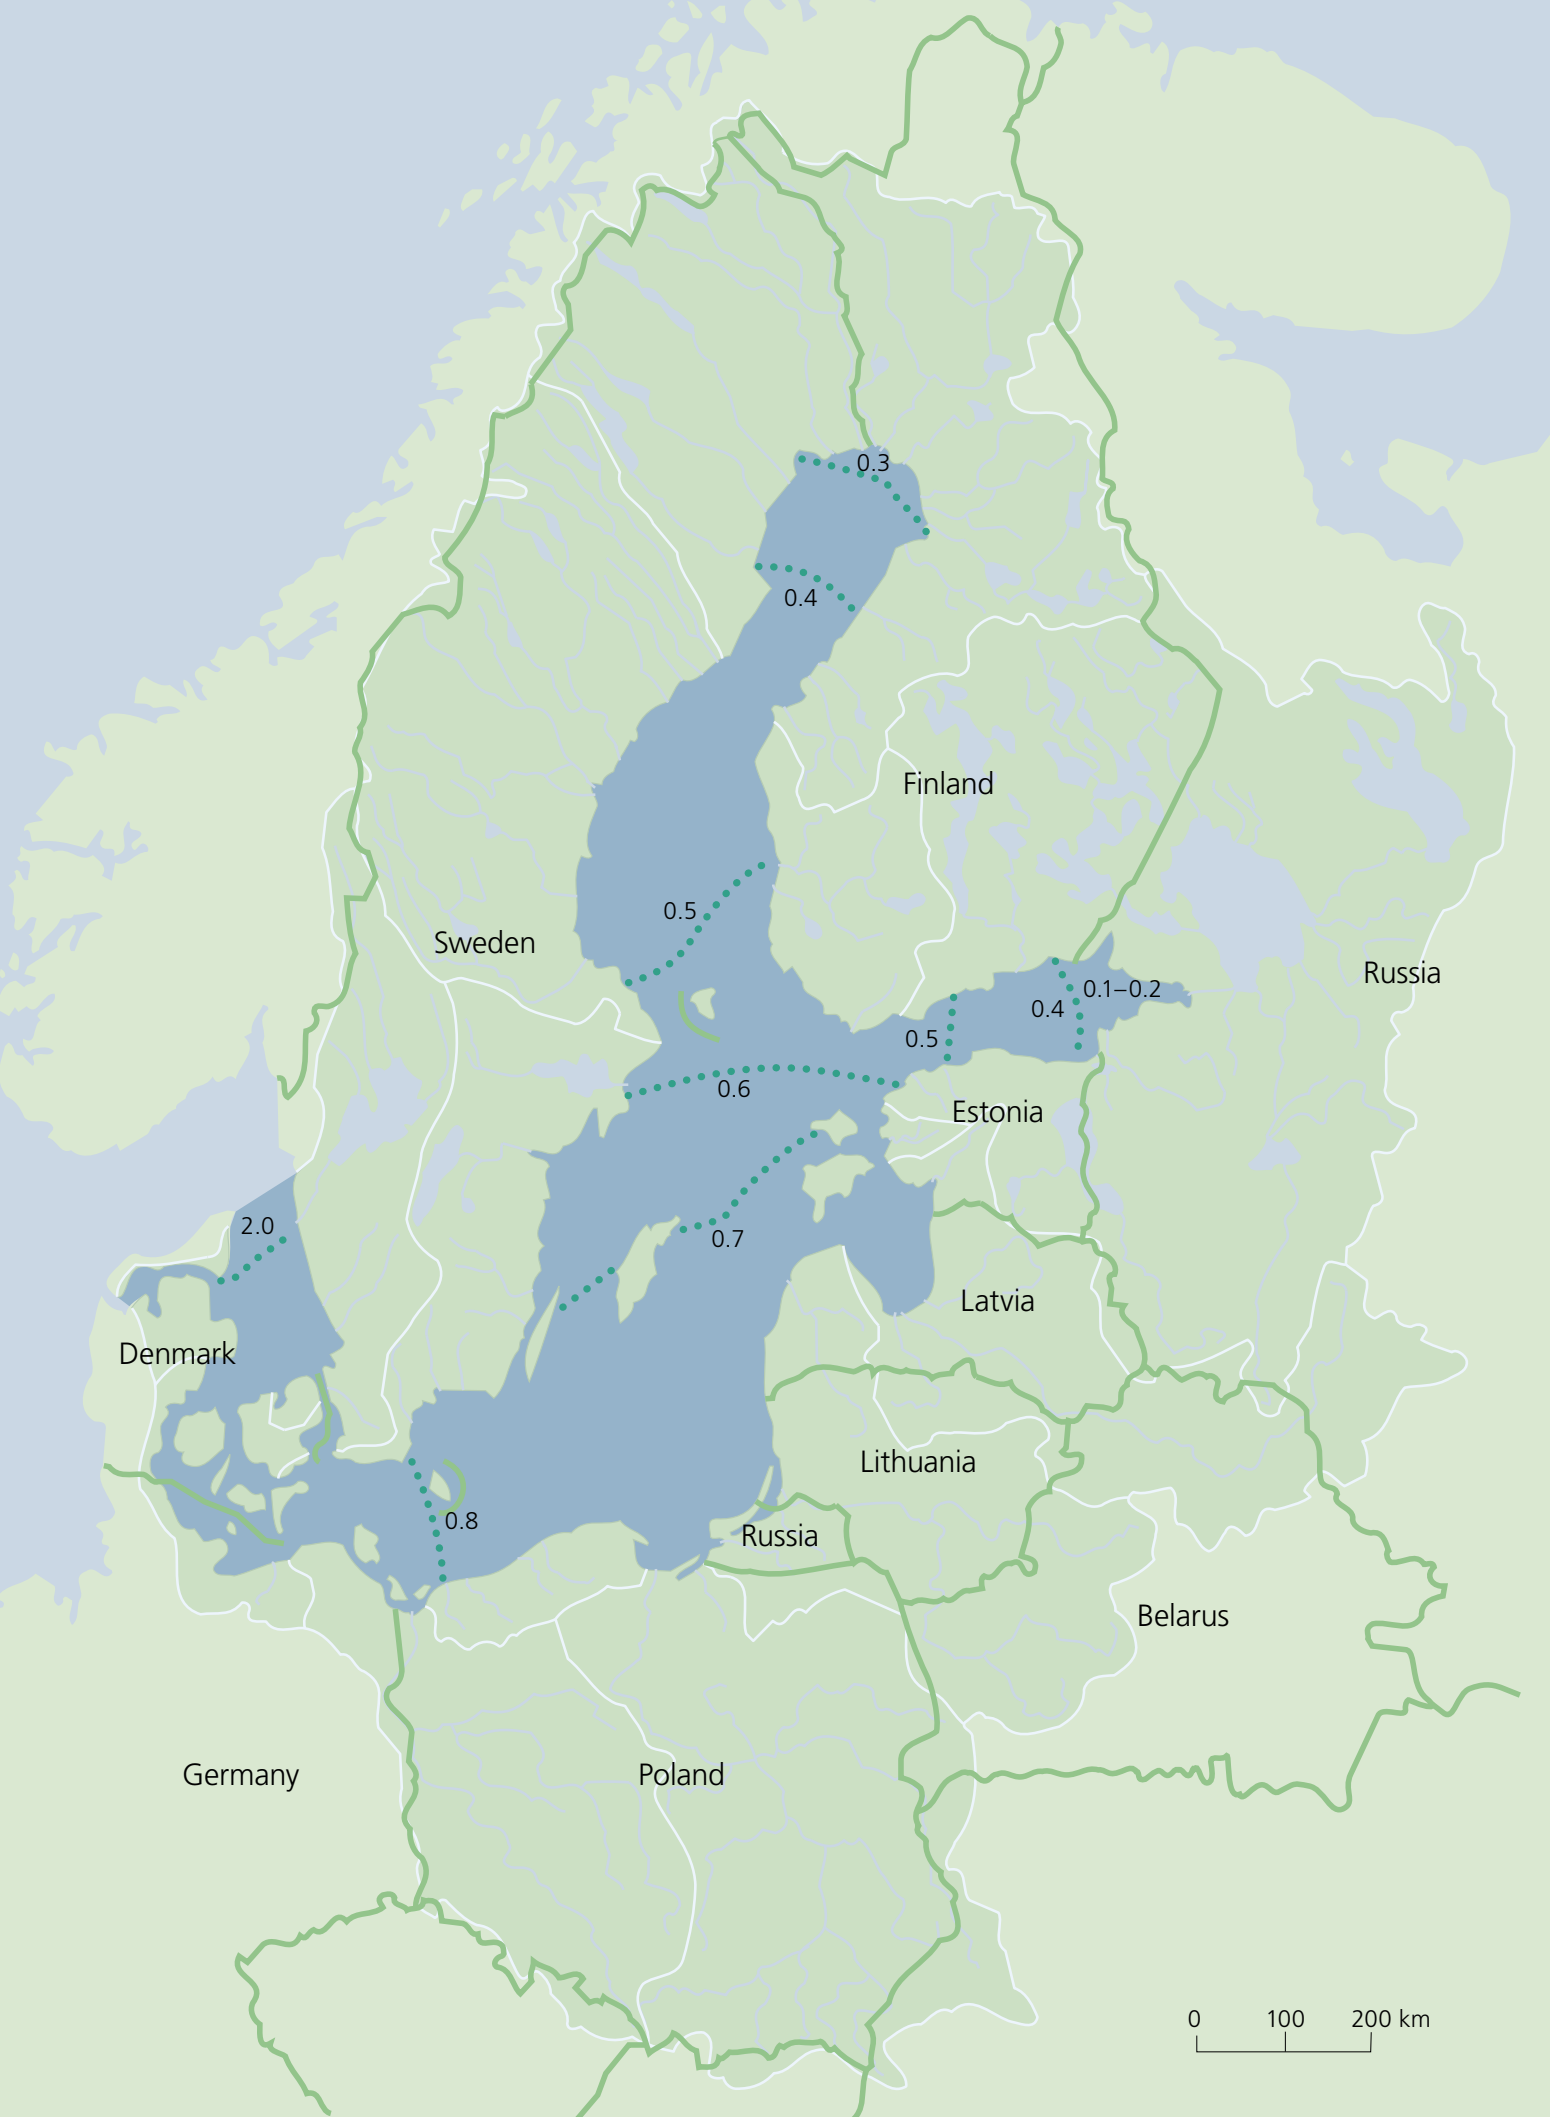 0.3
0.4
Finland
0.5
Sweden
Russia
0.1–0.2
0.4
0.5
0.6
Estonia
2.0
0.7
Latvia
Denmark
Lithuania
0.8
Russia
Belarus
Germany
Poland
0 100 200 km